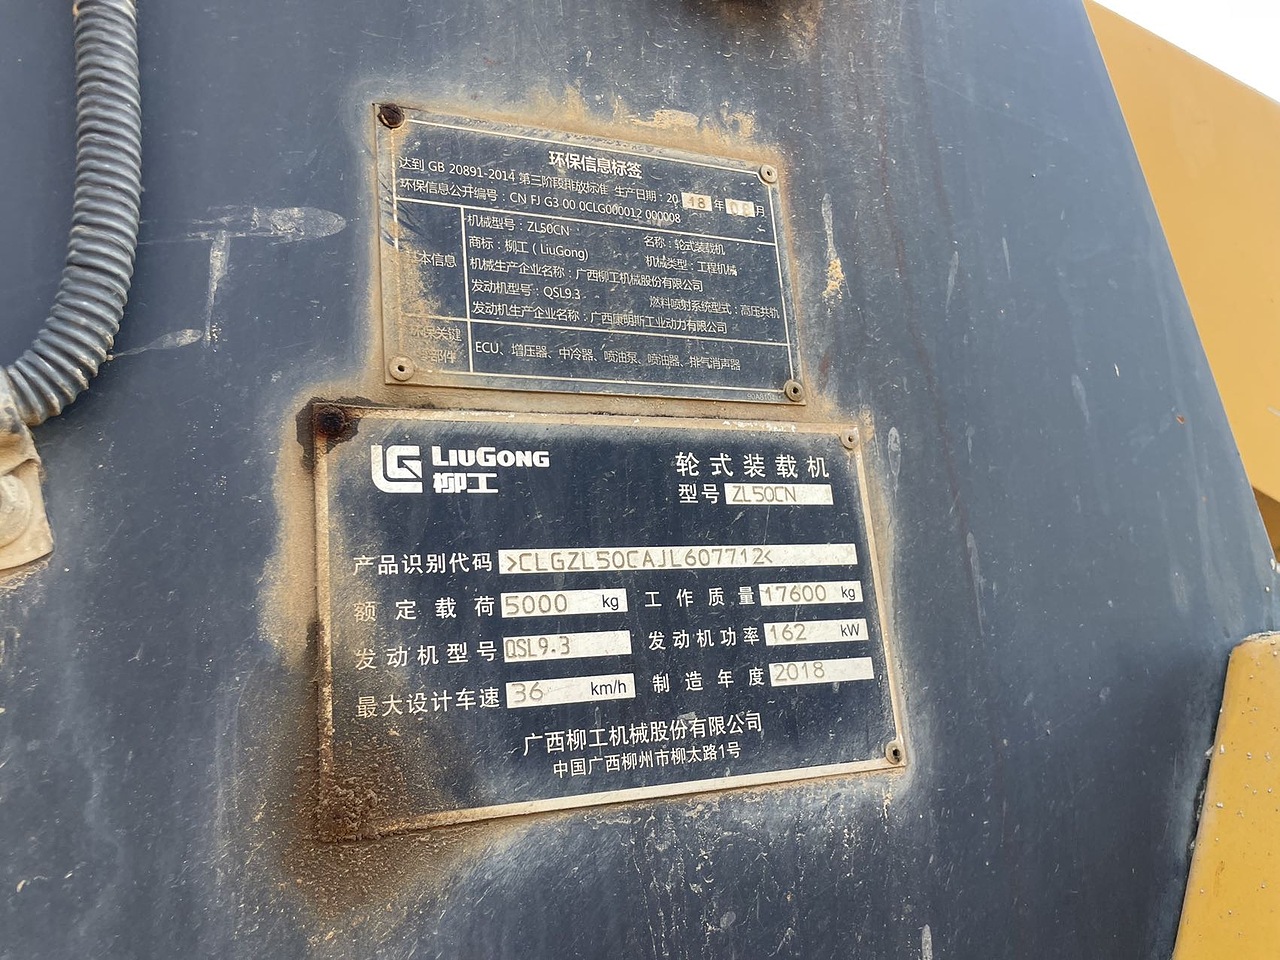 环保信息标签
达到 GB 20891-2014 第三阶段排放标准 生产日期：20 18 年 月
环保信息公开编号：CN FJ G3 00 0CLG000012 000008
机械型号：ZL50CN 名称：轮式装载机
商标：柳工 ( LiuGong) 机械类型：工程机械
本信息 机械生产企业名称：广西柳工机械股份有限公司
发动机型号：QSL9.3 燃料喷射系统型式：高压共轨
发动机生产企业名称：广西康明斯工业动力有限公司
环保关键
部件 ECU、增压器、中冷器、喷油泵、喷油器、排气消声器
LIUGONG
柳工
轮式装载机
型号 ZL50CN
产品识别代码 >CLGZL50CAJL607712<
额定载荷 5000 kg 工作质量 17600 kg
发动机型号 QSL9.3 发动机功率 162 kW
最大设计车速 36 km/h 制造年度 2018
广西柳工机械股份有限公司
中国广西柳州市柳太路1号